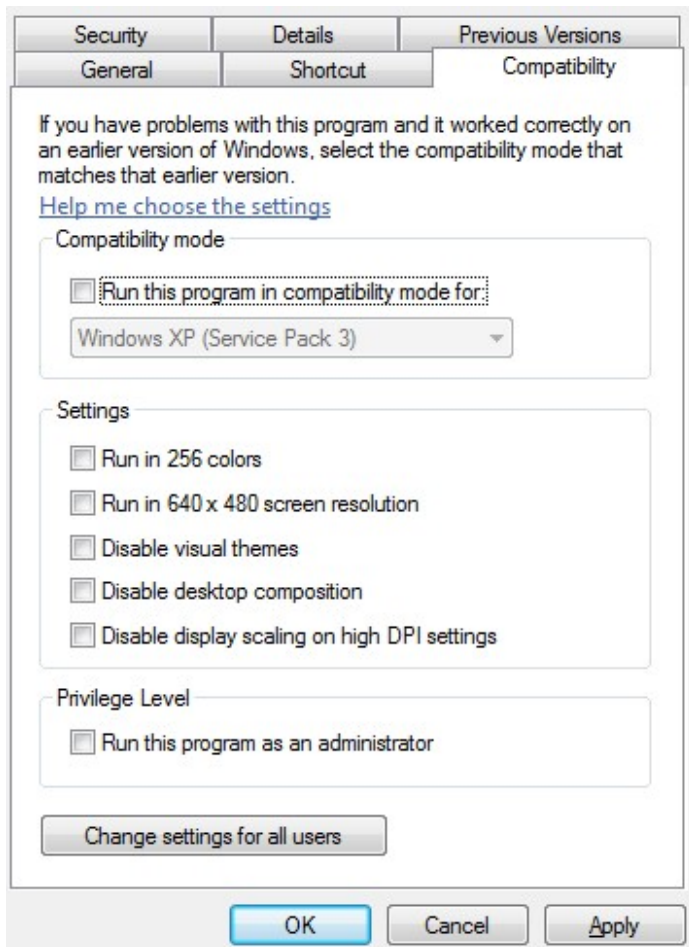 Security Details Previous Versions
General Shortcut Compatibility
If you have problems with this program and it worked correctly on
an earlier version of Windows, select the compatibility mode that
matches that earlier version.
Help me choose the settings
Compatibility mode
Run this program in compatibility mode for:
Windows XP (Service Pack 3)
Settings
Run in 256 colors
Run in 640 x 480 screen resolution
Disable visual themes
Disable desktop composition
Disable display scaling on high DPI settings
Privilege Level
Run this program as an administrator
Change settings for all users
OK Cancel Apply